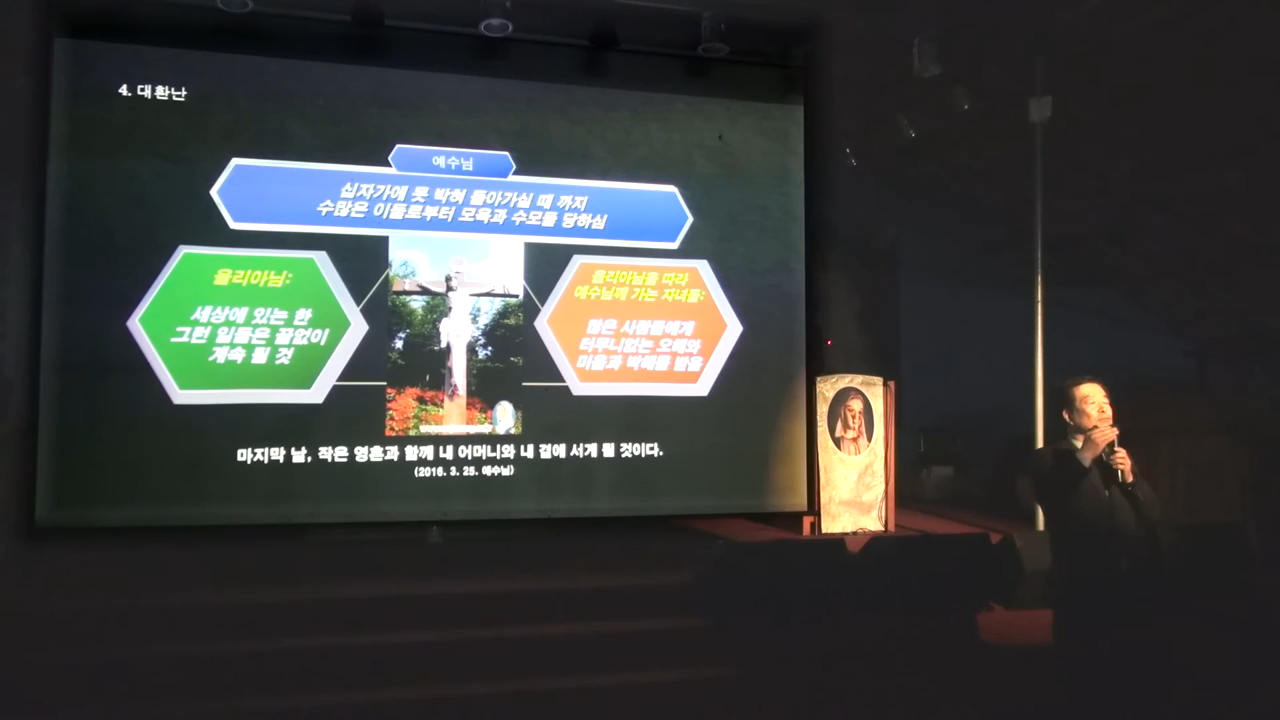 4. 대환난
예수님
십자가에 못 박혀 돌아가실 때 까지
수많은 이들로부터 모욕과 수모를 당하심
율리아님:
세상에 있는 한
그런 일들은 끝없이
계속 될 것
율리아님을 따라
예수님께 가는 자녀들:
많은 사람들에게
터무니없는 오해와
미움과 박해를 받음
마지막 날, 작은 영혼과 함께 내 어머니와 내 곁에 서게 될 것이다.
(2016. 3. 25. 예수님)